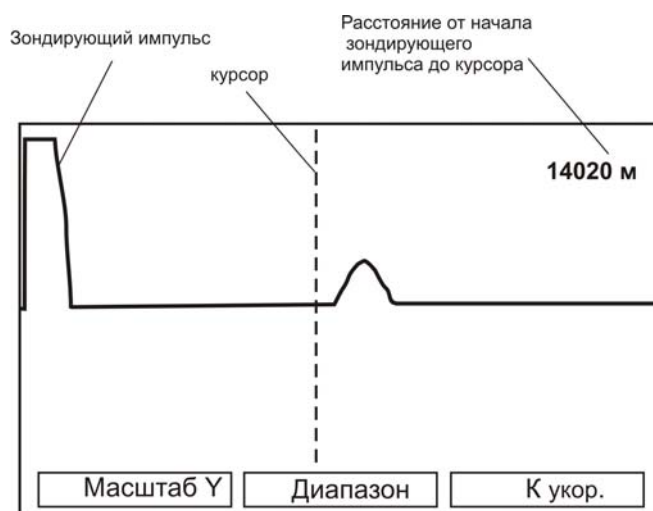 Зондирующий импульс
курсор
Расстояние от начала
зондирующего
импульса до курсора
14020 м
Масштаб Y
Диапазон
К укор.